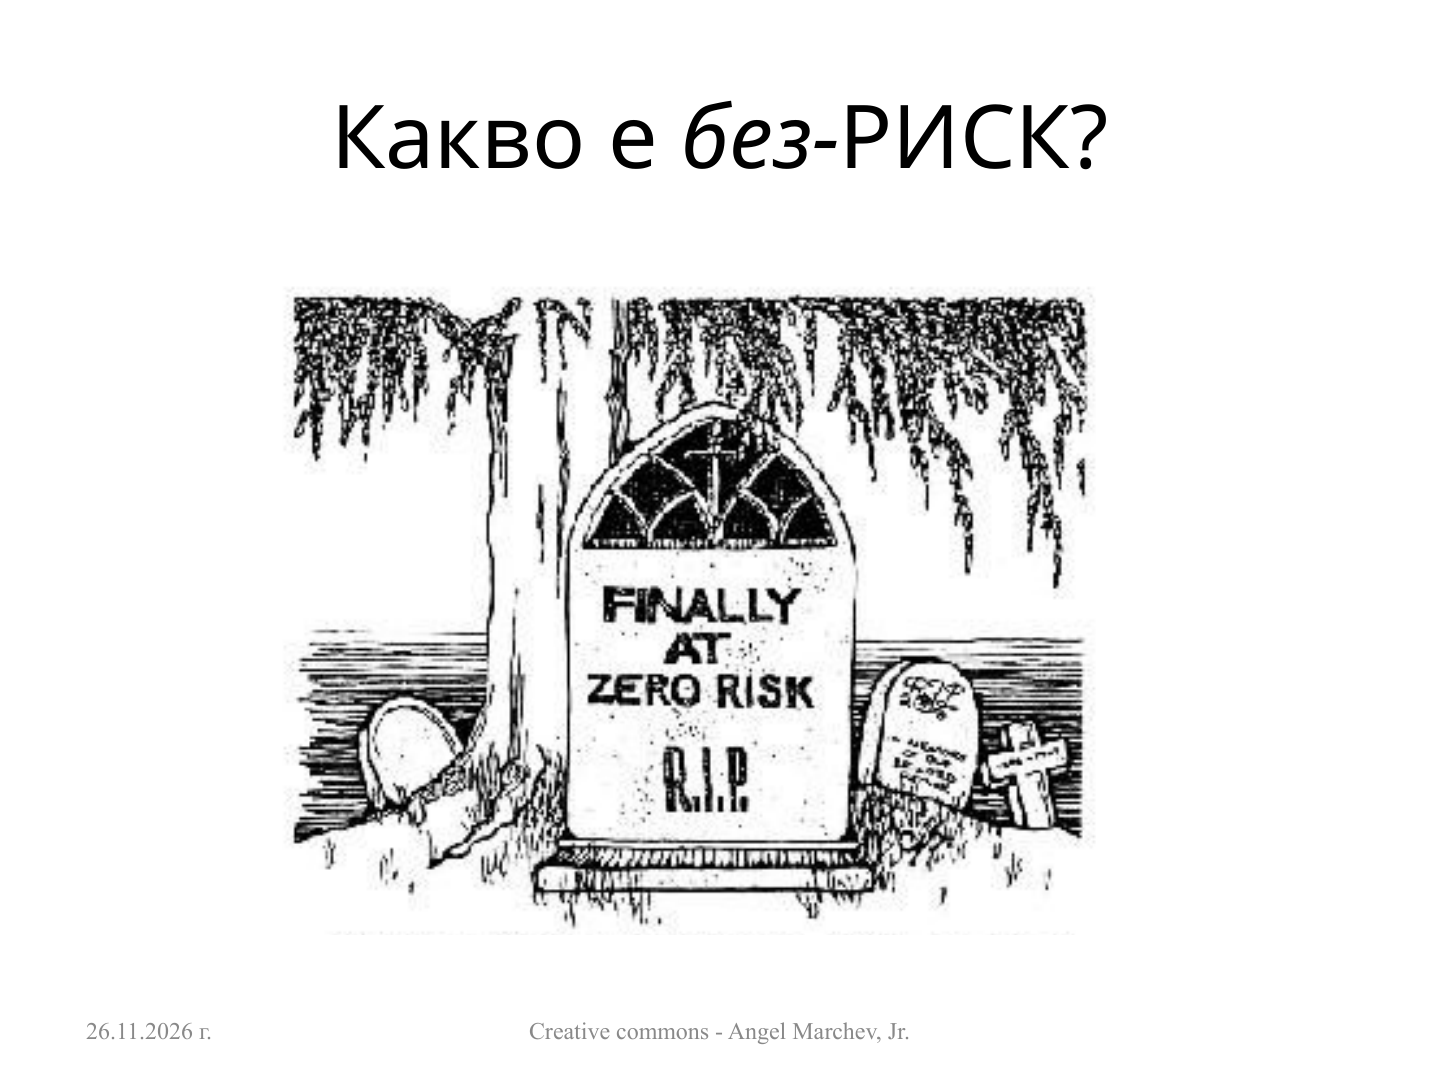 Какво е без-РИСК?
FINALLY
AT
ZERO RISK
R.I.P.
26.11.2026 г.
Creative commons - Angel Marchev, Jr.